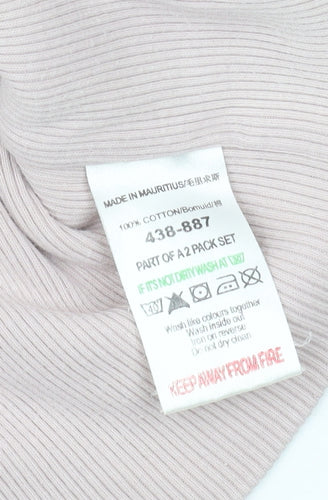 MADE IN MAURITIUS/毛里求斯
100% COTTON/Bomuld/棉
438-887
PART OF A 2 PACK SET
IF IT'S NOT DIRTY WASH AT 30°
Wash like colours together
Wash inside out
Iron on reverse
Do not dry clean
KEEP AWAY FROM FIRE